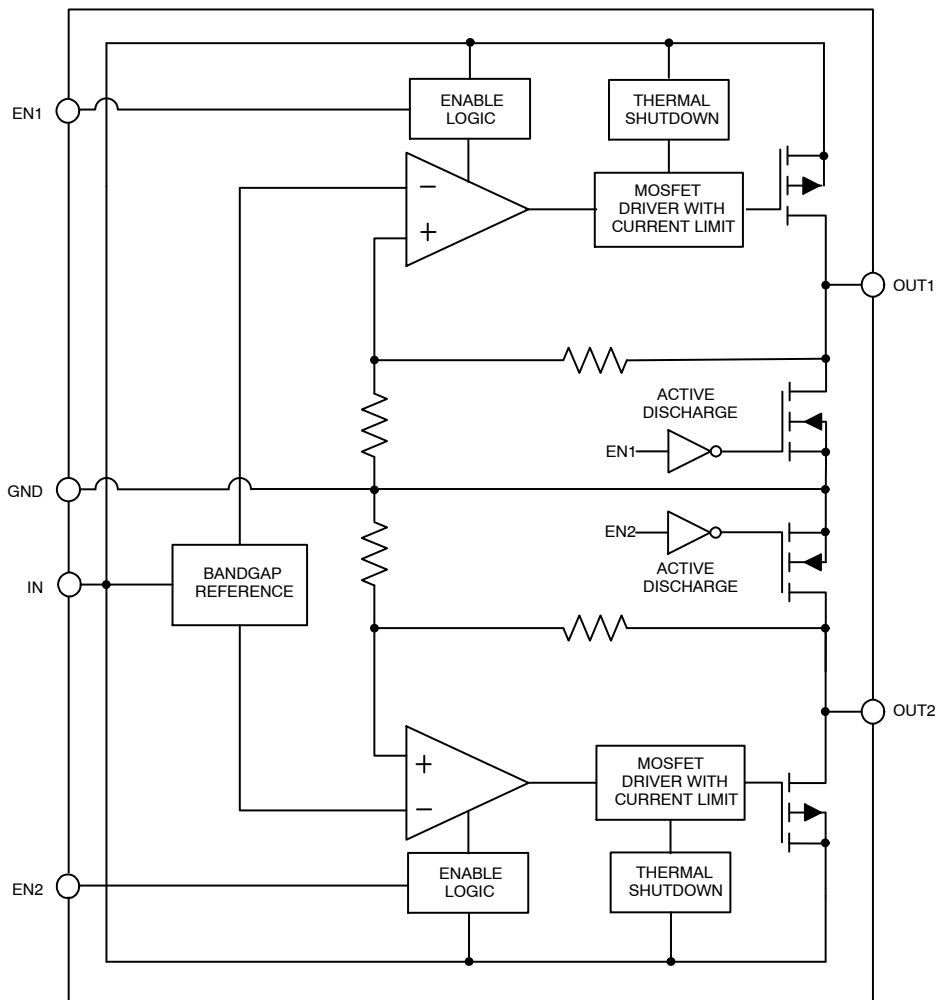 EN1
ENABLE
LOGIC
THERMAL
SHUTDOWN
−
+
MOSFET
DRIVER WITH
CURRENT LIMIT
OUT1
ACTIVE
DISCHARGE
EN1
GND
EN2
ACTIVE
DISCHARGE
IN
BANDGAP
REFERENCE
OUT2
+
−
MOSFET
DRIVER WITH
CURRENT LIMIT
EN2
ENABLE
LOGIC
THERMAL
SHUTDOWN